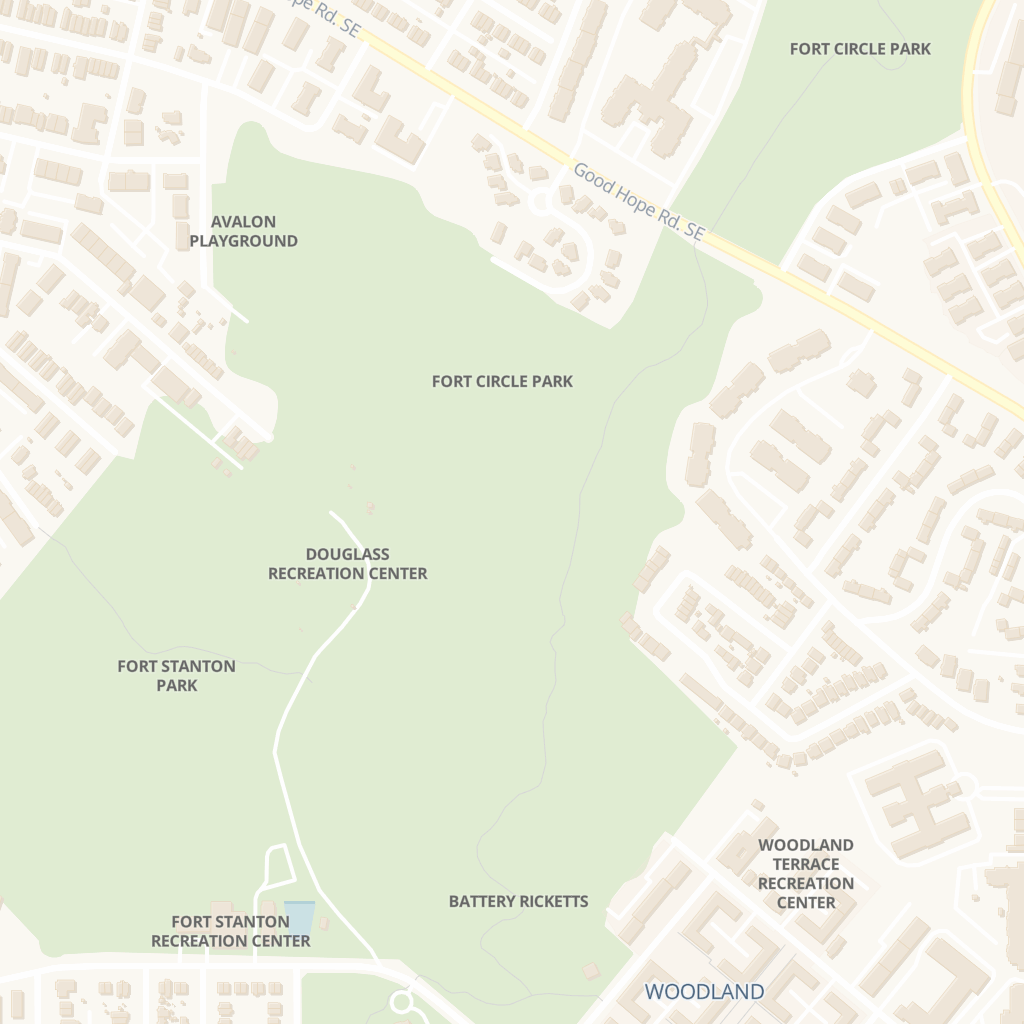 pe Rd. SE
FORT CIRCLE PARK
Good Hope Rd. SE
AVALON
PLAYGROUND
FORT CIRCLE PARK
DOUGLASS
RECREATION CENTER
FORT STANTON
PARK
WOODLAND
TERRACE
RECREATION
CENTER
BATTERY RICKETTS
FORT STANTON
RECREATION CENTER
WOODLAND